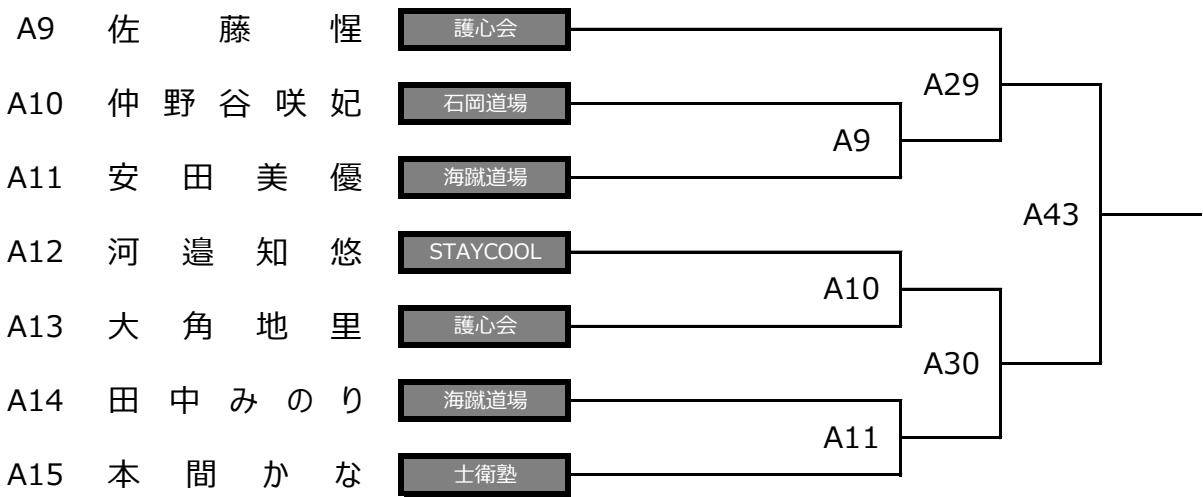 A9 佐藤惺 護心会
A29
A10 仲野谷咲妃 石岡道場
A9
A11 安田美優 海蹴道場
A43
A12 河邉知悠 STAYCOOL
A10
A13 大角地里 護心会
A30
A14 田中みのり 海蹴道場
A11
A15 本間かな 士衛塾